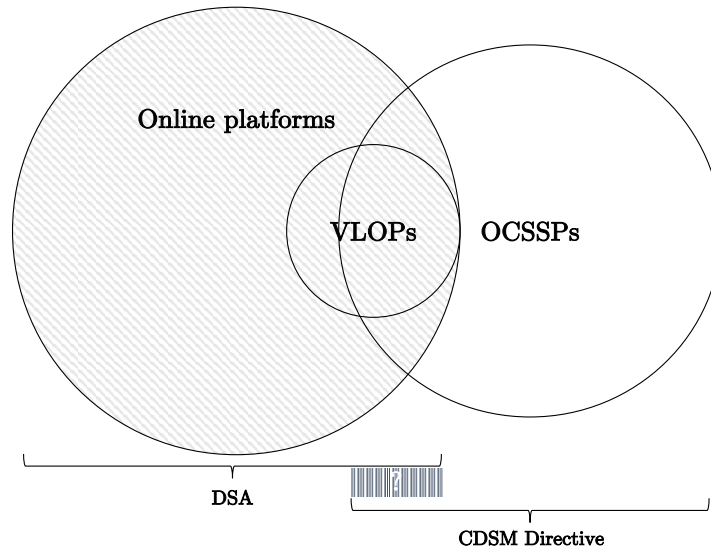 Online platforms
VLOPs
OCSSPs
?
DSA
CDSM Directive